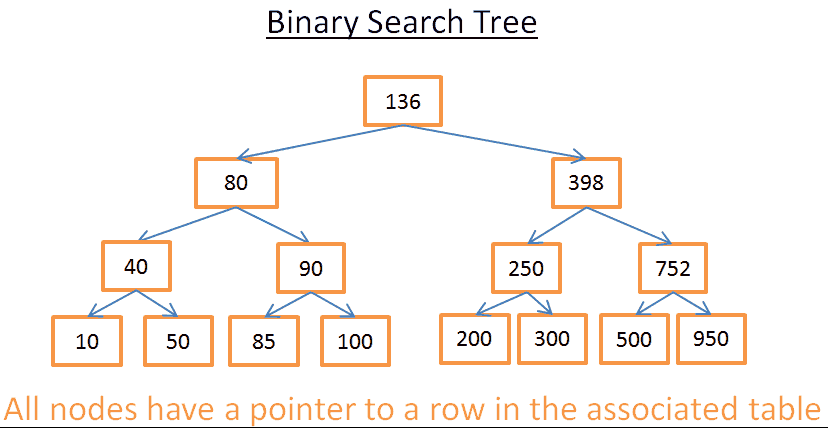 Binary Search Tree
136
80 398
40 90 250 752
10 50 85 100 200 300 500 950
All nodes have a pointer to a row in the associated table